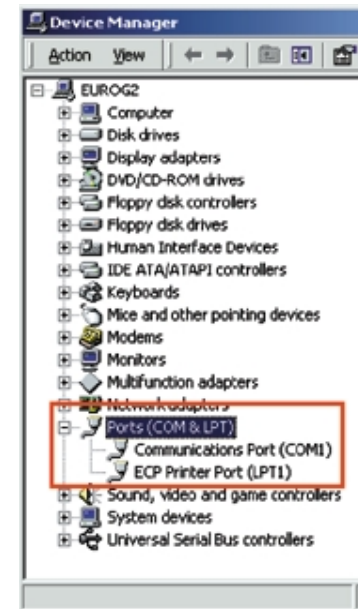 Device Manager
Action View
EUROG2
Computer
Disk drives
Display adapters
DVD/CD-ROM drives
Floppy disk controllers
Floppy disk drives
Human Interface Devices
IDE ATA/ATAPI controllers
Keyboards
Mice and other pointing devices
Modems
Monitors
Multifunction adapters
Network adapters
Ports (COM & LPT)
Communications Port (COM1)
ECP Printer Port (LPT1)
Sound, video and game controllers
System devices
Universal Serial Bus controllers